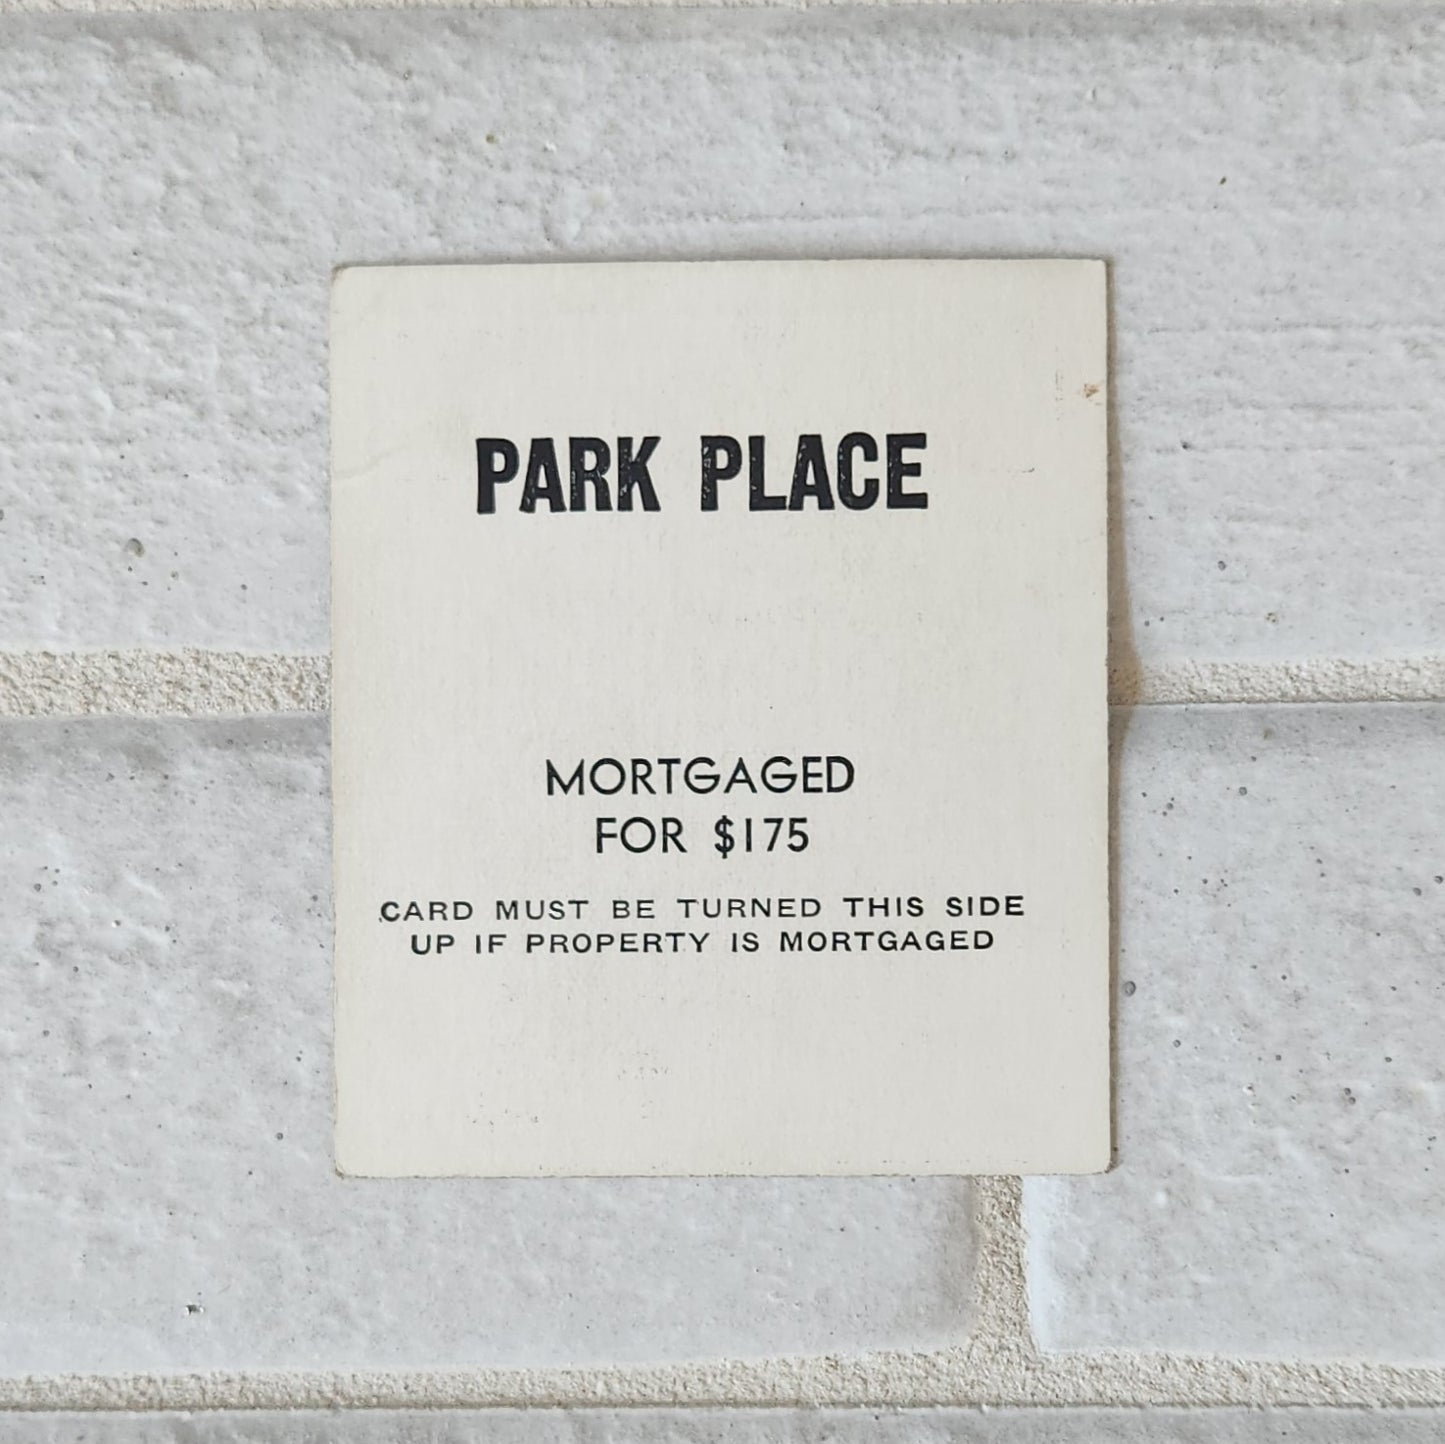 PARK PLACE
MORTGAGED
FOR $175
CARD MUST BE TURNED THIS SIDE
UP IF PROPERTY IS MORTGAGED